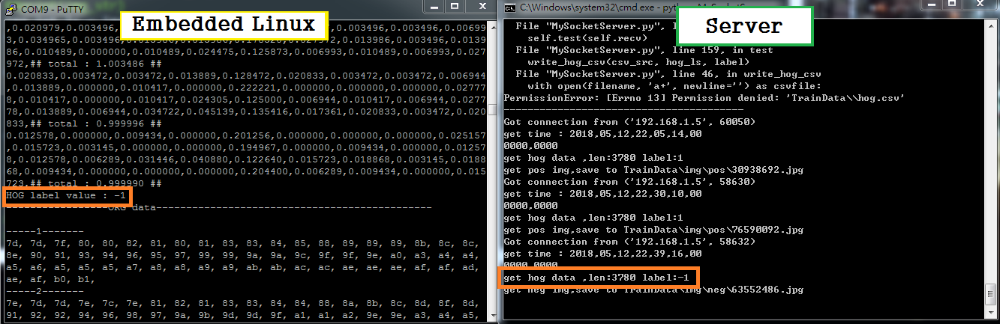 COM9 - PuTTY
Embedded Linux
,0.020979,0.003496,
,0.003496,0.003496,0.00699
3,0.034965,0.003496,
,0.013986,0.003496,0.0139
86,0.010489,0.000000,0.010489,0.024475,0.125873,0.006993,0.010489,0.006993,0.027
972,## total : 1.003486 ##
0.020833,0.003472,0.003472,0.013889,0.128472,0.020833,0.003472,0.003472,0.006944
,0.013889,0.000000,0.010417,0.000000,0.222221,0.000000,0.000000,0.000000,0.02777
8,0.010417,0.000000,0.010417,0.024305,0.125000,0.006944,0.010417,0.006944,0.0277
78,0.013889,0.006944,0.034722,0.045139,0.135416,0.017361,0.020833,0.003472,0.020
833,## total : 0.999996 ##
0.012578,0.000000,0.009434,0.000000,0.201256,0.000000,0.000000,0.000000,0.025157
,0.015723,0.003145,0.000000,0.000000,0.194967,0.000000,0.009434,0.000000,0.01257
8,0.012578,0.006289,0.031446,0.040880,0.122640,0.015723,0.018868,0.003145,0.0188
68,0.009434,0.000000,0.000000,0.000000,0.204400,0.006289,0.009434,0.000000,0.015
723,## total : 0.999990 ##
HOG label value : -1
-----------------ORG data----------------------------------------------
-----1-------
7d, 7d, 7f, 80, 80, 82, 81, 80, 81, 83, 83, 84, 85, 88, 89, 89, 89, 8b, 8c, 8c,
8e, 90, 91, 93, 94, 96, 95, 97, 99, 99, 9a, 9a, 9c, 9f, 9f, 9e, a0, a3, a4, a4,
a5, a6, a5, a5, a5, a7, a8, a8, a9, a9, ab, ab, ac, ac, ae, ae, ae, af, af, ad,
ae, af, b0, b1,
-----2-------
7e, 7d, 7d, 7e, 7c, 7e, 81, 82, 81, 83, 83, 84, 84, 88, 8a, 8b, 8c, 8d, 8f, 8d,
91, 92, 92, 94, 96, 98, 97, 9a, 9b, 9d, 9d, 9f, a1, a1, a2, 9e, 9e, a3, a4, a5,
C:\Windows\system32\cmd.exe - pyth
Server
File "MySocketServer.py", l
self.test(self.recv)
File "MySocketServer.py", line 159, in test
write_hog_csv(csv_src, hog_ls, label)
File "MySocketServer.py", line 46, in write_hog_csv
with open(filename, 'a+', newline='') as csvfile:
PermissionError: [Errno 13] Permission denied: 'TrainData\\hog.csv'
----------------------------------------
Got connection from ('192.168.1.5', 60050)
get time : 2018,05,12,22,05,14,00
0000,0000
get hog data ,len:3780 label:1
get pos img,save to TrainData\img\pos\30938692.jpg
Got connection from ('192.168.1.5', 58630)
get time : 2018,05,12,22,30,10,00
0000,0000
get hog data ,len:3780 label:1
get pos img,save to TrainData\img\pos\76590092.jpg
Got connection from ('192.168.1.5', 58632)
get time : 2018,05,12,22,39,16,00
0000,0000
get hog data ,len:3780 label:-1
get neg img,save to TrainData\img\neg\63552486.jpg